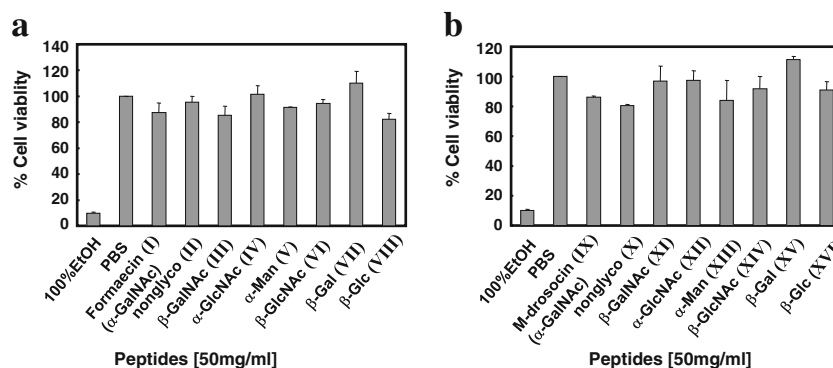 a
% Cell viablity
140
120
100
80
60
40
20
0
100%EtOH
PBS
Formaecin (I)
(α-GalNAc)
nonglyco (II)
β-GalNAc (III)
α-GlcNAc (IV)
α-Man (V)
β-GlcNAc (VI)
β-Gal (VII)
β-Glc (VIII)
Peptides [50mg/ml]
b
% Cell viablity
120
100
80
60
40
20
0
100%EtOH
PBS
M-drosocin (IX)
(α-GalNAc)
nonglyco (X)
β-GalNAc (XI)
α-GlcNAc (XII)
α-Man (XIII)
β-GlcNAc (XIV)
β-Gal (XV)
β-Glc (XVI
Peptides [50mg/ml]